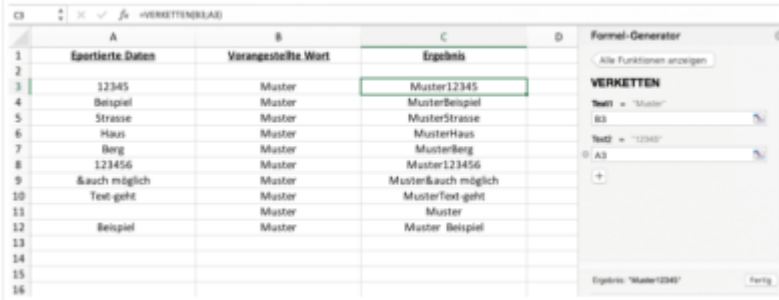 C3 fx =VERKETTEN(B3;A3)
A B C D
1 Eportierte Daten Vorangestellte Wort Ergebnis
2
3 12345 Muster Muster12345
4 Beispiel Muster MusterBeispiel
5 Strasse Muster MusterStrasse
6 Haus Muster MusterHaus
7 Berg Muster MusterBerg
8 123456 Muster Muster123456
9 &auch möglich Muster Muster&auch möglich
10 Text-geht Muster MusterText-geht
11 Muster Muster
12 Beispiel Muster Muster Beispiel
13
14
15
16
Formel-Generator
Alle Funktionen anzeigen
VERKETTEN
Text1 = "Muster"
B3
Text2 = "12345"
A3
+
Ergebnis: "Muster12345"
Fertig